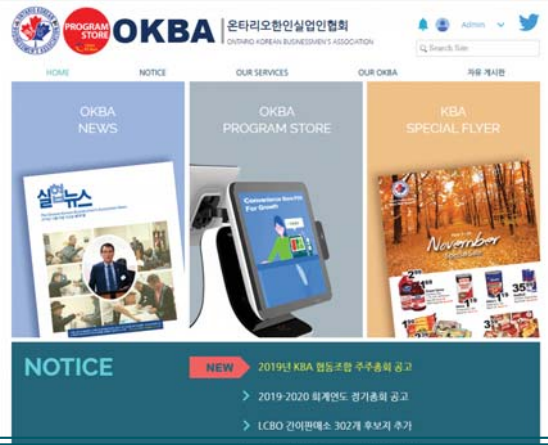 PROGRAM
STORE
OKBA
온타리오한인실업인협회
ONTARIO KOREAN BUSINESSMEN'S ASSOCIATION
Admin
Search Site
HOME
NOTICE
OUR SERVICES
OUR OKBA
자유 게시판
OKBA
NEWS
실협뉴스
OKBA
PROGRAM STORE
Convenience
For Growth
KBA
SPECIAL FLYER
November
Special Sale
NOTICE
NEW
2019년 KBA 협동조합 주주총회 공고
2019-2020 회계연도 정기총회 공고
LCBO 간이판매소 302개 후보지 추가